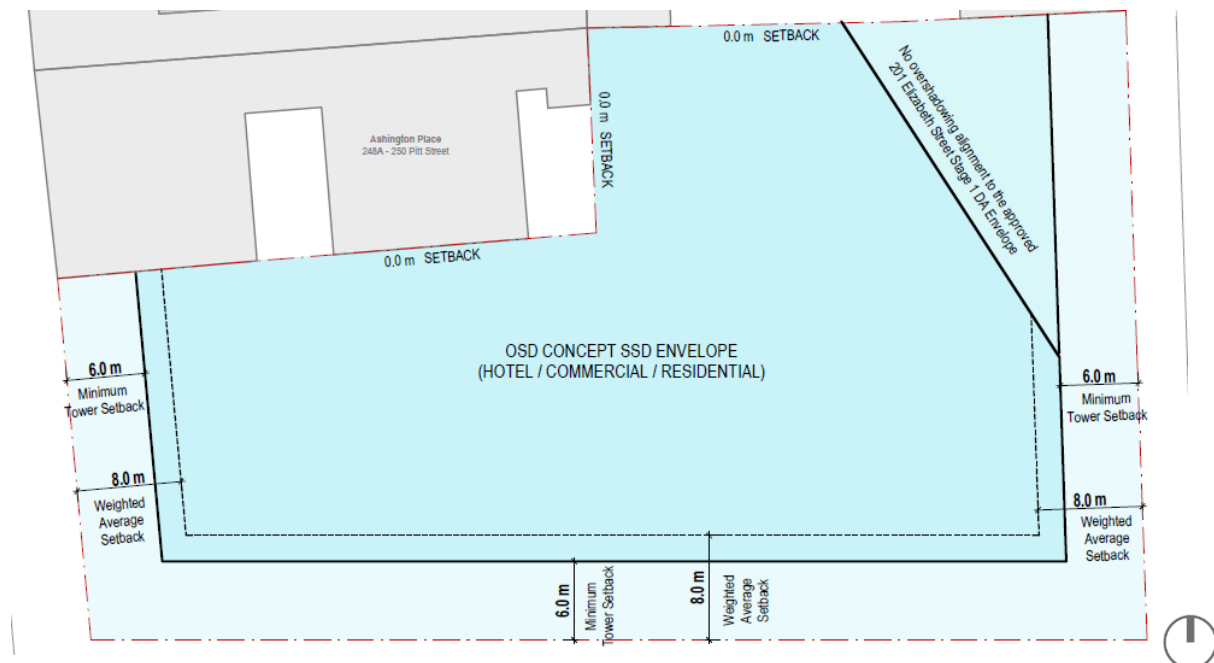 0.0 m SETBACK
No overshadowing alignment to the approved
201 Elizabeth Street Stage 1 DA Envelope
0.0 m SETBACK
Ashington Place
248A - 250 Pitt Street
0.0 m SETBACK
OSD CONCEPT SSD ENVELOPE
(HOTEL / COMMERCIAL / RESIDENTIAL)
6.0 m
Minimum
Tower Setback
6.0 m
Minimum
Tower Setback
8.0 m
Weighted
Average
Setback
8.0 m
Weighted
Average
Setback
6.0 m
Minimum
Tower Setback
8.0 m
Weighted
Average
Setback